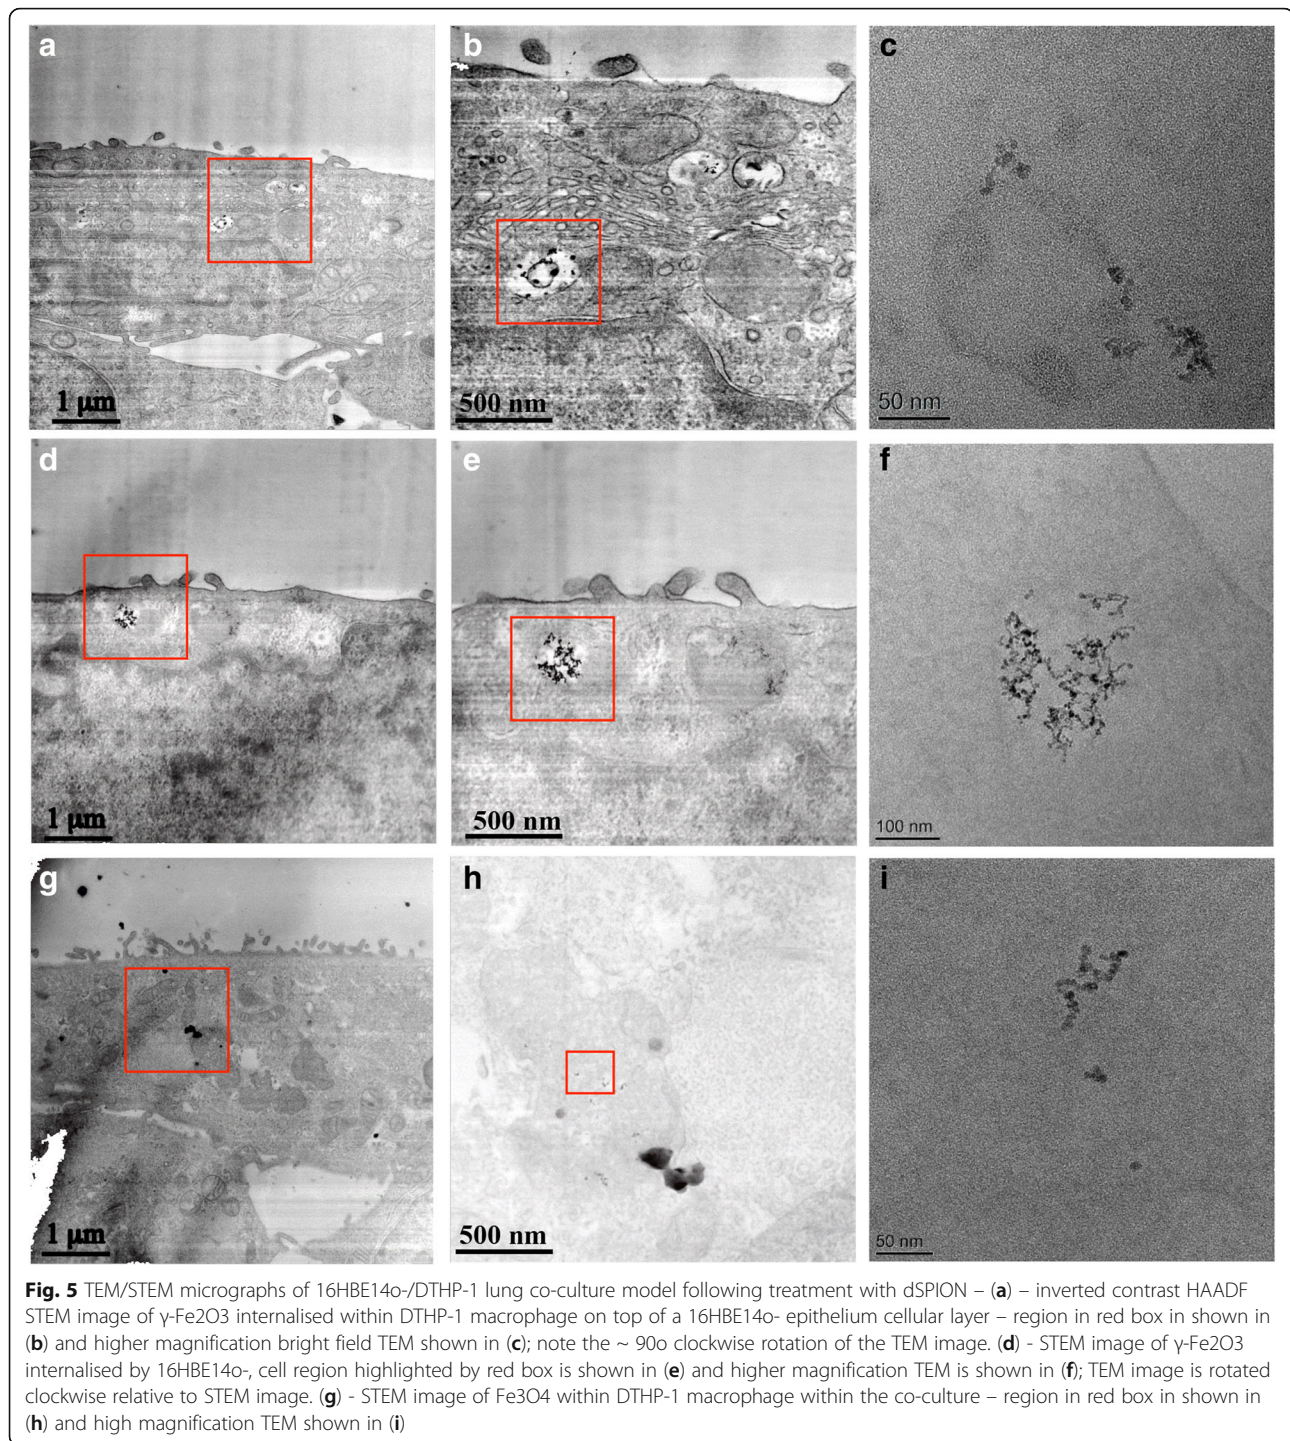 a
b
c
1 μm
500 nm
50 nm
d
e
f
1 μm
500 nm
100 nm
g
h
i
1 μm
500 nm
50 nm
Fig. 5 TEM/STEM micrographs of 16HBE14o-/DTHP-1 lung co-culture model following treatment with dSPION – (a) – inverted contrast HAADF
STEM image of γ-Fe2O3 internalised within DTHP-1 macrophage on top of a 16HBE14o- epithelium cellular layer – region in red box in shown in
(b) and higher magnification bright field TEM shown in (c); note the ~ 90o clockwise rotation of the TEM image. (d) - STEM image of γ-Fe2O3
internalised by 16HBE14o-, cell region highlighted by red box is shown in (e) and higher magnification TEM is shown in (f); TEM image is rotated
clockwise relative to STEM image. (g) - STEM image of Fe3O4 within DTHP-1 macrophage within the co-culture – region in red box in shown in
(h) and high magnification TEM shown in (i)